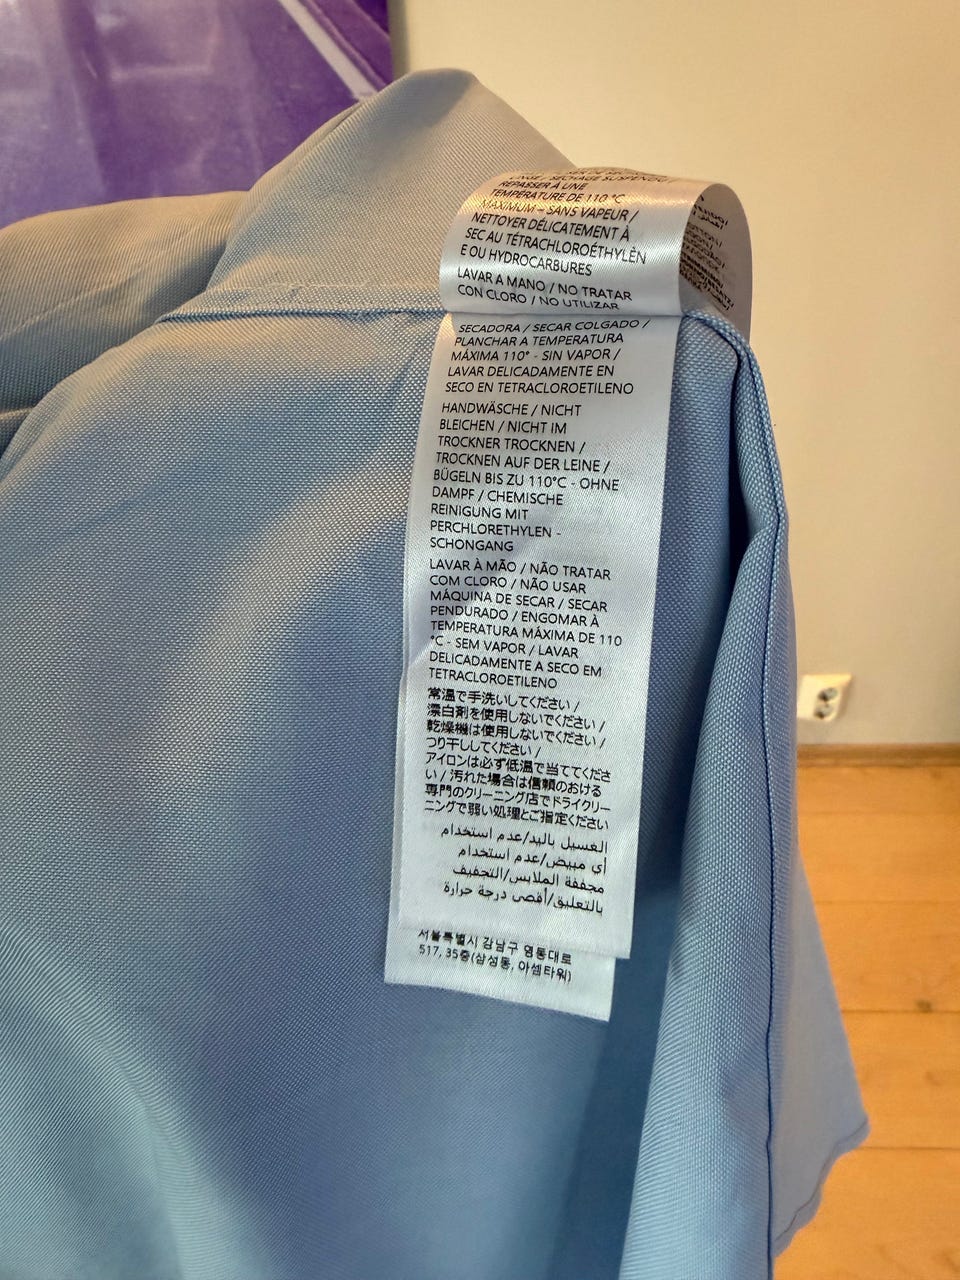 SUSPENDU /
REPASSER À UNE
TEMPÉRATURE DE 110 °C
MAXIMUM – SANS VAPEUR /
NETTOYER DÉLICATEMENT À
SEC AU TÉTRACHLOROÉTHYLÈN
E OU HYDROCARBURES
LAVAR A MANO / NO TRATAR
CON CLORO / NO UTILIZAR
SECADORA / SECAR COLGADO /
PLANCHAR A TEMPERATURA
MÁXIMA 110° - SIN VAPOR /
LAVAR DELICADAMENTE EN
SECO EN TETRACLOROETILENO
HANDWÄSCHE / NICHT
BLEICHEN / NICHT IM
TROCKNER TROCKNEN /
TROCKNEN AUF DER LEINE /
BÜGELN BIS ZU 110°C - OHNE
DAMPF / CHEMISCHE
REINIGUNG MIT
PERCHLORETHYLEN -
SCHONGANG
LAVAR À MÃO / NÃO TRATAR
COM CLORO / NÃO USAR
MÁQUINA DE SECAR / SECAR
PENDURADO / ENGOMAR À
TEMPERATURA MÁXIMA DE 110
°C - SEM VAPOR / LAVAR
DELICADAMENTE A SECO EM
TETRACLOROETILENO
常温で手洗いしてください /
漂白剤を使用しないでください /
乾燥機は使用しないでください /
つり干ししてください /
アイロンは必ず低温で当ててくださ
い / 汚れた場合は信頼のおける
専門のクリーニング店でドライクリー
ニングで弱い処理とご指定ください
الغسيل باليد/عدم استخدام
أي مبيض/عدم استخدام
مجففة الملابس/التجفيف
بالتعليق/أقصى درجة حرارة
서울특별시 강남구 영동대로
517, 35층(삼성동, 아셈타워)